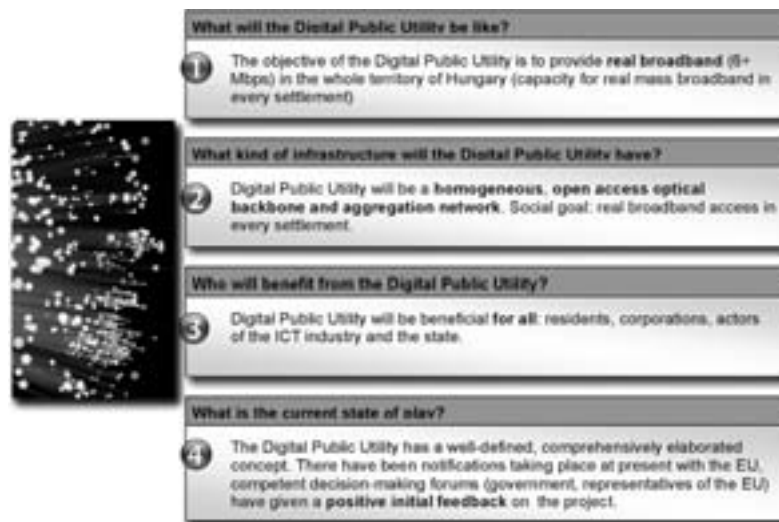 What will the Digital Public Utility be like?
1
The objective of the Digital Public Utility is to provide real broadband (6+
Mbps) in the whole territory of Hungary (capacity for real mass broadband in
every settlement)
What kind of infrastructure will the Digital Public Utility have?
2
Digital Public Utility will be a homogeneous, open access optical
backbone and aggregation network. Social goal: real broadband access in
every settlement.
Who will benefit from the Digital Public Utility?
3
Digital Public Utility will be beneficial for all: residents, corporations, actors
of the ICT industry and the state.
What is the current state of play?
4
The Digital Public Utility has a well-defined, comprehensively elaborated
concept. There have been notifications taking place at present with the EU,
competent decision-making forums (government, representatives of the EU)
have given a positive initial feedback on the project.